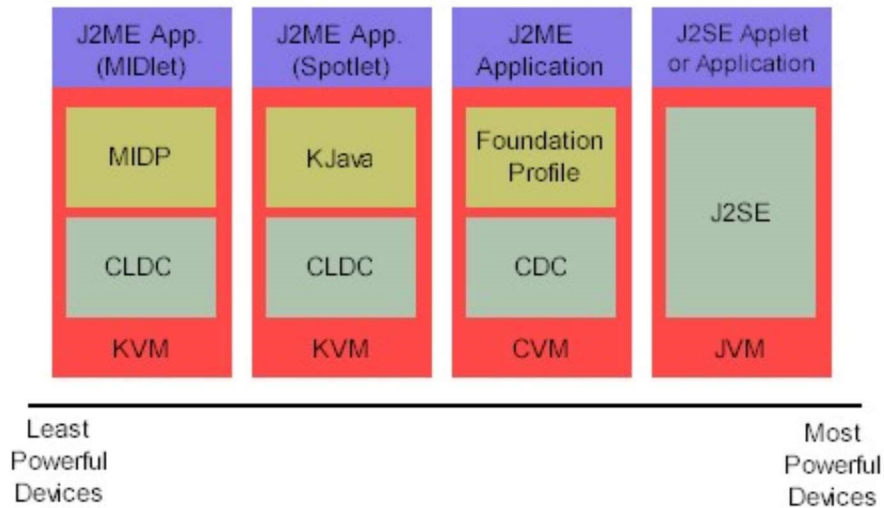 J2ME App.
(MIDlet)
MIDP
CLDC
KVM
J2ME App.
(Spotlet)
KJava
CLDC
KVM
J2ME
Application
Foundation
Profile
CDC
CVM
J2SE Applet
or Application
J2SE
JVM
Least
Powerful
Devices
Most
Powerful
Devices